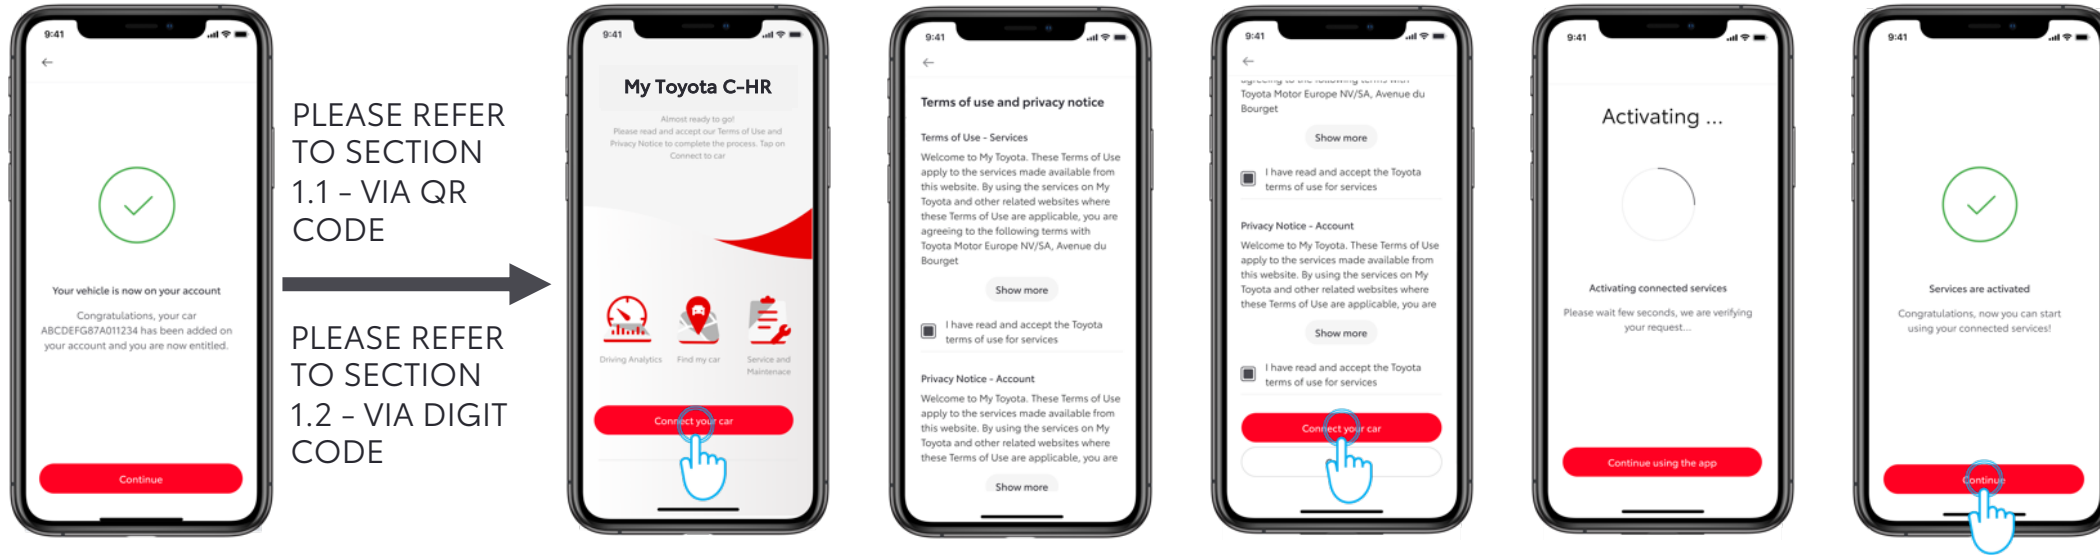 9:41
Your vehicle is now on your account
Congratulations, your car
ABCDEFG87A011234 has been added on
your account and you are now entitled.
Continue
PLEASE REFER
TO SECTION
1.1 – VIA QR
CODE
PLEASE REFER
TO SECTION
1.2 – VIA DIGIT
CODE
9:41
My Toyota C-HR
Almost ready to go!
Please read and accept our Terms of Use and
Privacy Notice to complete the process. Tap on
Connect to car
Driving Analytics
Find my car
Service and
Maintenace
Connect your car
9:41
Terms of use and privacy notice
Terms of Use - Services
Welcome to My Toyota. These Terms of Use
apply to the services made available from
this website. By using the services on My
Toyota and other related websites where
these Terms of Use are applicable, you are
agreeing to the following terms with
Toyota Motor Europe NV/SA, Avenue du
Bourget
Show more
I have read and accept the Toyota
terms of use for services
Privacy Notice - Account
Welcome to My Toyota. These Terms of Use
apply to the services made available from
this website. By using the services on My
Toyota and other related websites where
these Terms of Use are applicable, you are
Show more
9:41
agreeing to the following terms with
Toyota Motor Europe NV/SA, Avenue du
Bourget
Show more
I have read and accept the Toyota
terms of use for services
Privacy Notice - Account
Welcome to My Toyota. These Terms of Use
apply to the services made available from
this website. By using the services on My
Toyota and other related websites where
these Terms of Use are applicable, you are
Show more
I have read and accept the Toyota
terms of use for services
Connect your car
9:41
Activating ...
Activating connected services
Please wait few seconds, we are verifying
your request...
Continue using the app
9:41
Services are activated
Congratulations, now you can start
using your connected services!
Continue